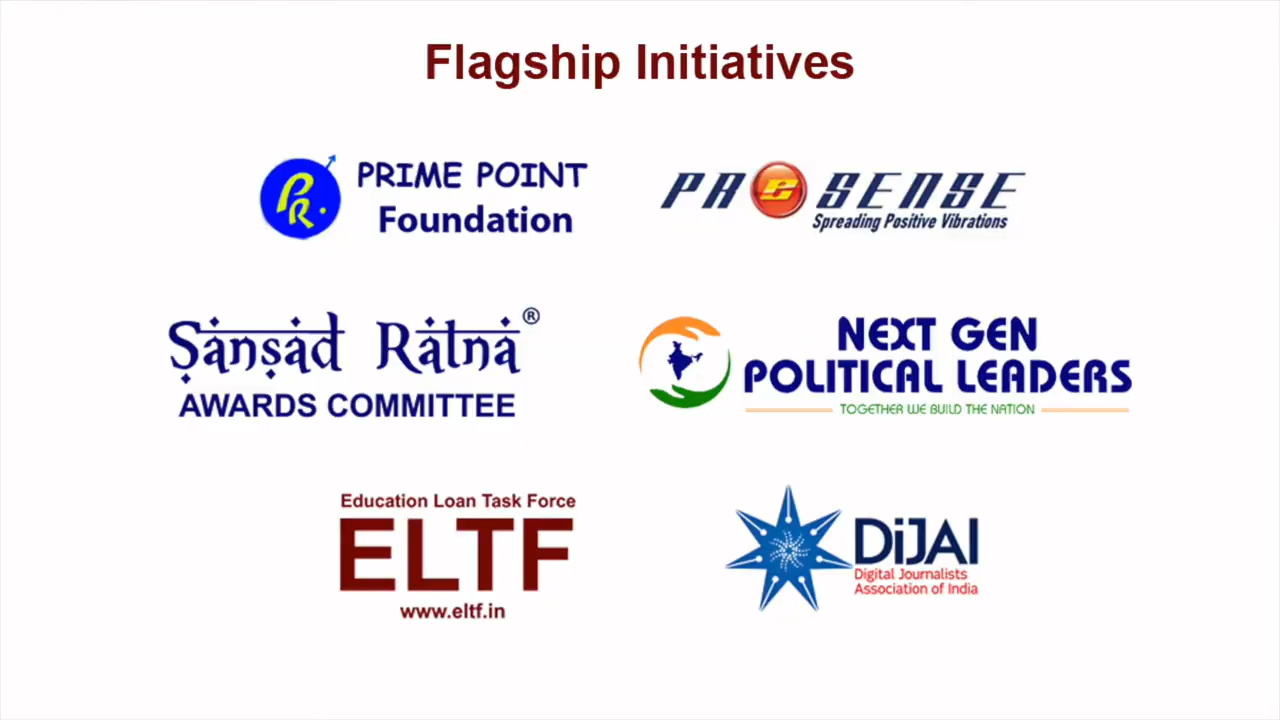 Flagship Initiatives
PR.
PRIME POINT
Foundation
PReSENSE
Spreading Positive Vibrations
Sansad Ratna®
AWARDS COMMITTEE
NEXT GEN
POLITICAL LEADERS
TOGETHER WE BUILD THE NATION
Education Loan Task Force
ELTF
www.eltf.in
DiJAI
Digital Journalists
Association of India